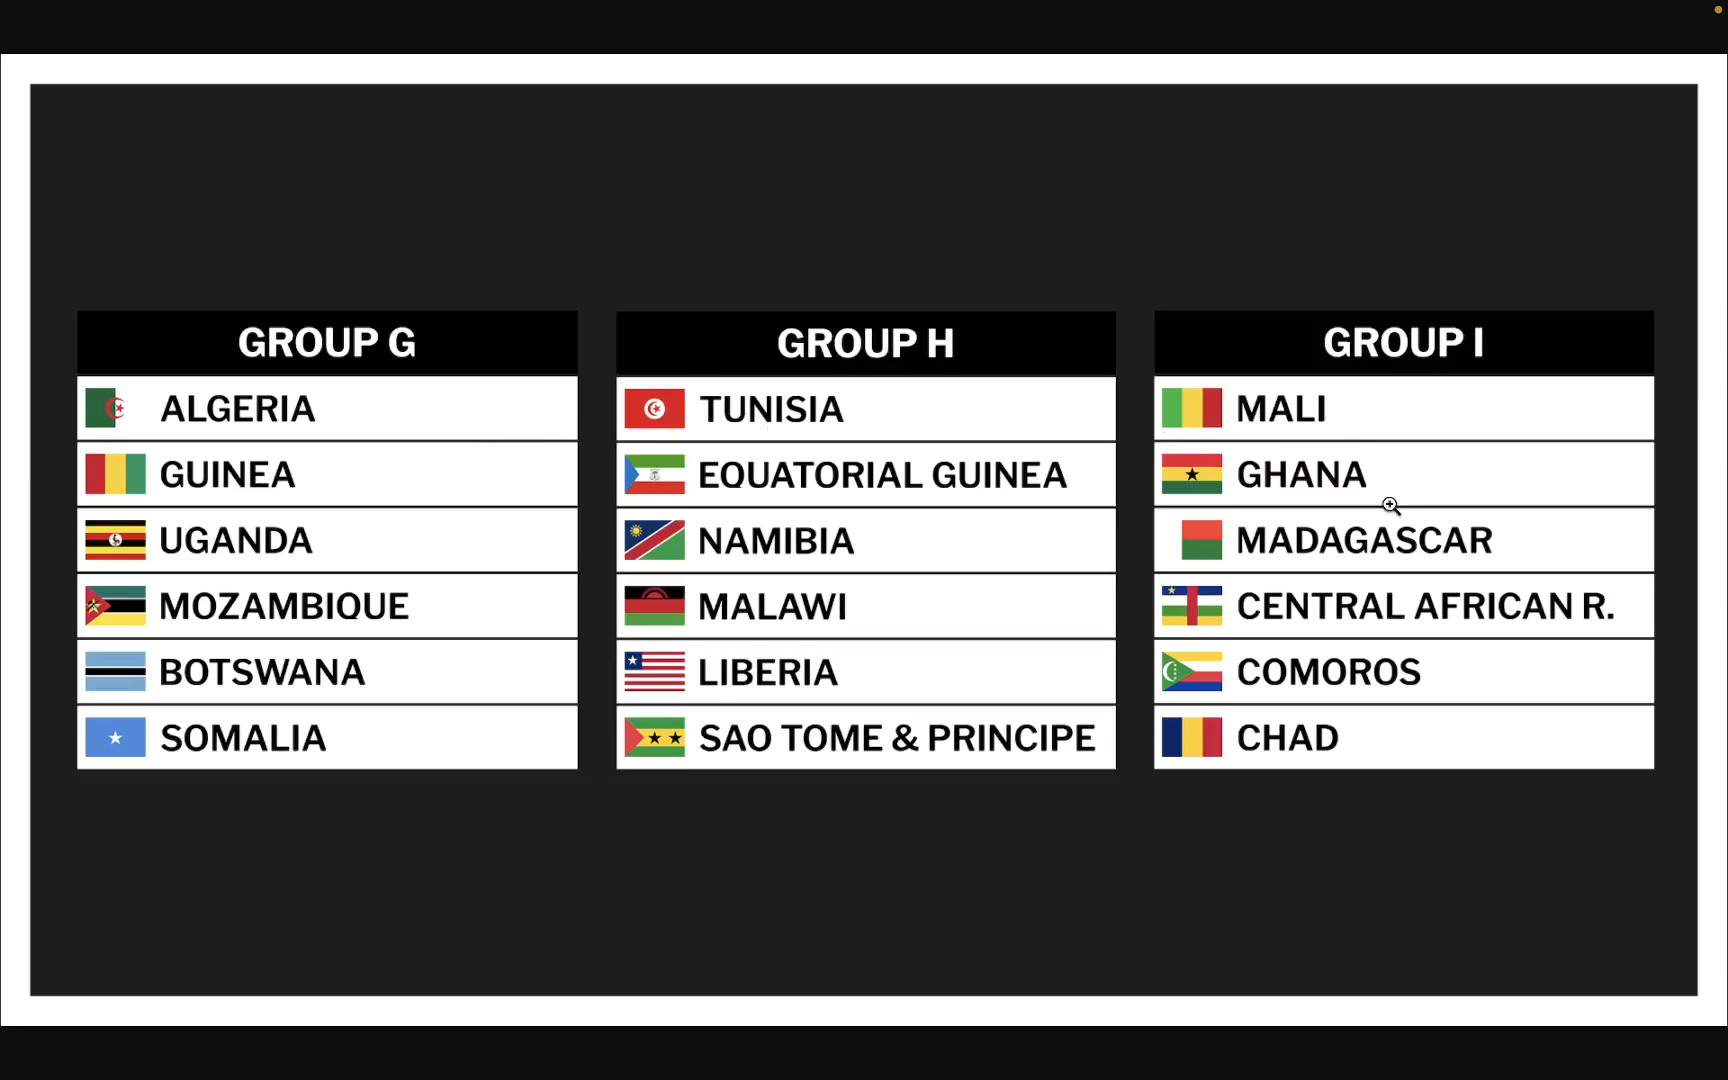 GROUP G
ALGERIA
GUINEA
UGANDA
MOZAMBIQUE
BOTSWANA
SOMALIA
GROUP H
TUNISIA
EQUATORIAL GUINEA
NAMIBIA
MALAWI
LIBERIA
SAO TOME & PRINCIPE
GROUP I
MALI
GHANA
MADAGASCAR
CENTRAL AFRICAN R.
COMOROS
CHAD